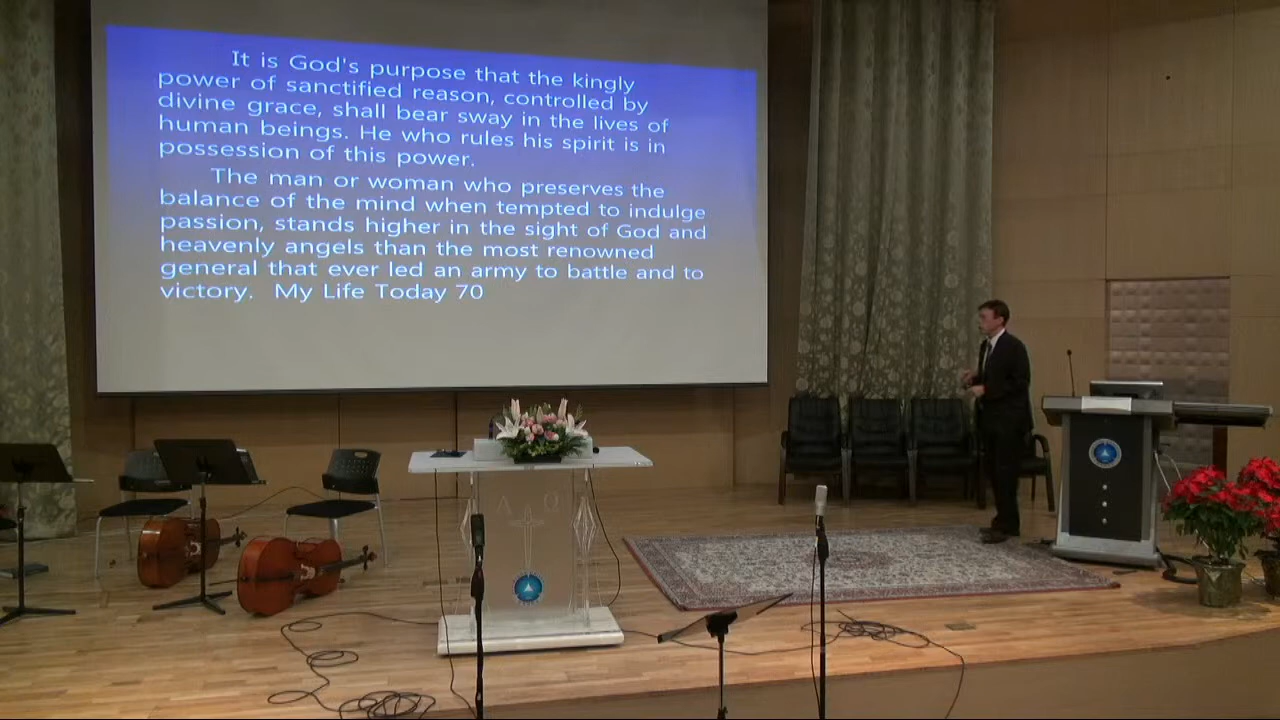 It is God's purpose that the kingly
power of sanctified reason, controlled by
divine grace, shall bear sway in the lives of
human beings. He who rules his spirit is in
possession of this power.
The man or woman who preserves the
balance of the mind when tempted to indulge
passion, stands higher in the sight of God and
heavenly angels than the most renowned
general that ever led an army to battle and to
victory. My Life Today 70
Α Ω